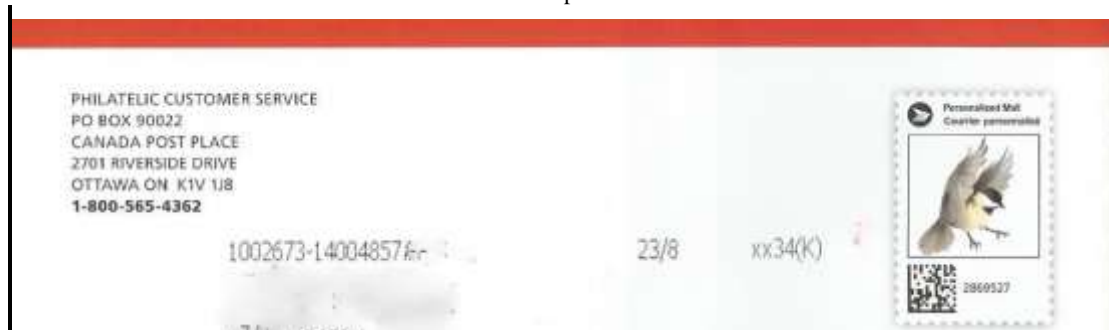 PHILATELIC CUSTOMER SERVICE
PO BOX 90022
CANADA POST PLACE
2701 RIVERSIDE DRIVE
OTTAWA ON K1V 1J8
1-800-565-4362
Personalized Mail
Courrier personnalisé
1002673-14004857
23/8 xx34(K)
2869527